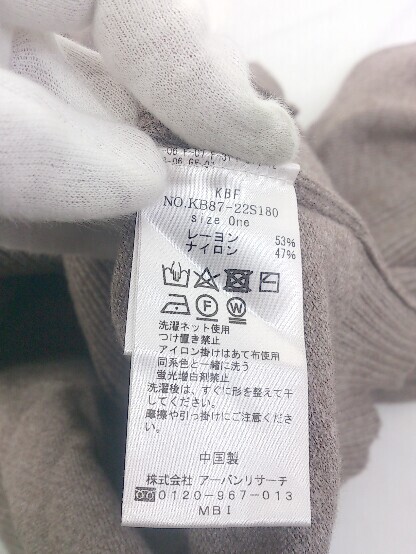 KBF
NO.KB87-22S180
size One
レーヨン 53%
ナイロン 47%
F W
洗濯ネット使用
つけ置き禁止
アイロン掛けはあて布使用
同系色と一緒に洗う
蛍光増白剤禁止
洗濯後は、すぐに形を整えて干
してください。
摩擦や引っ掛けにご注意くださ
い。
中国製
株式会社 アーバンリサーチ
0120-967-013
MBI